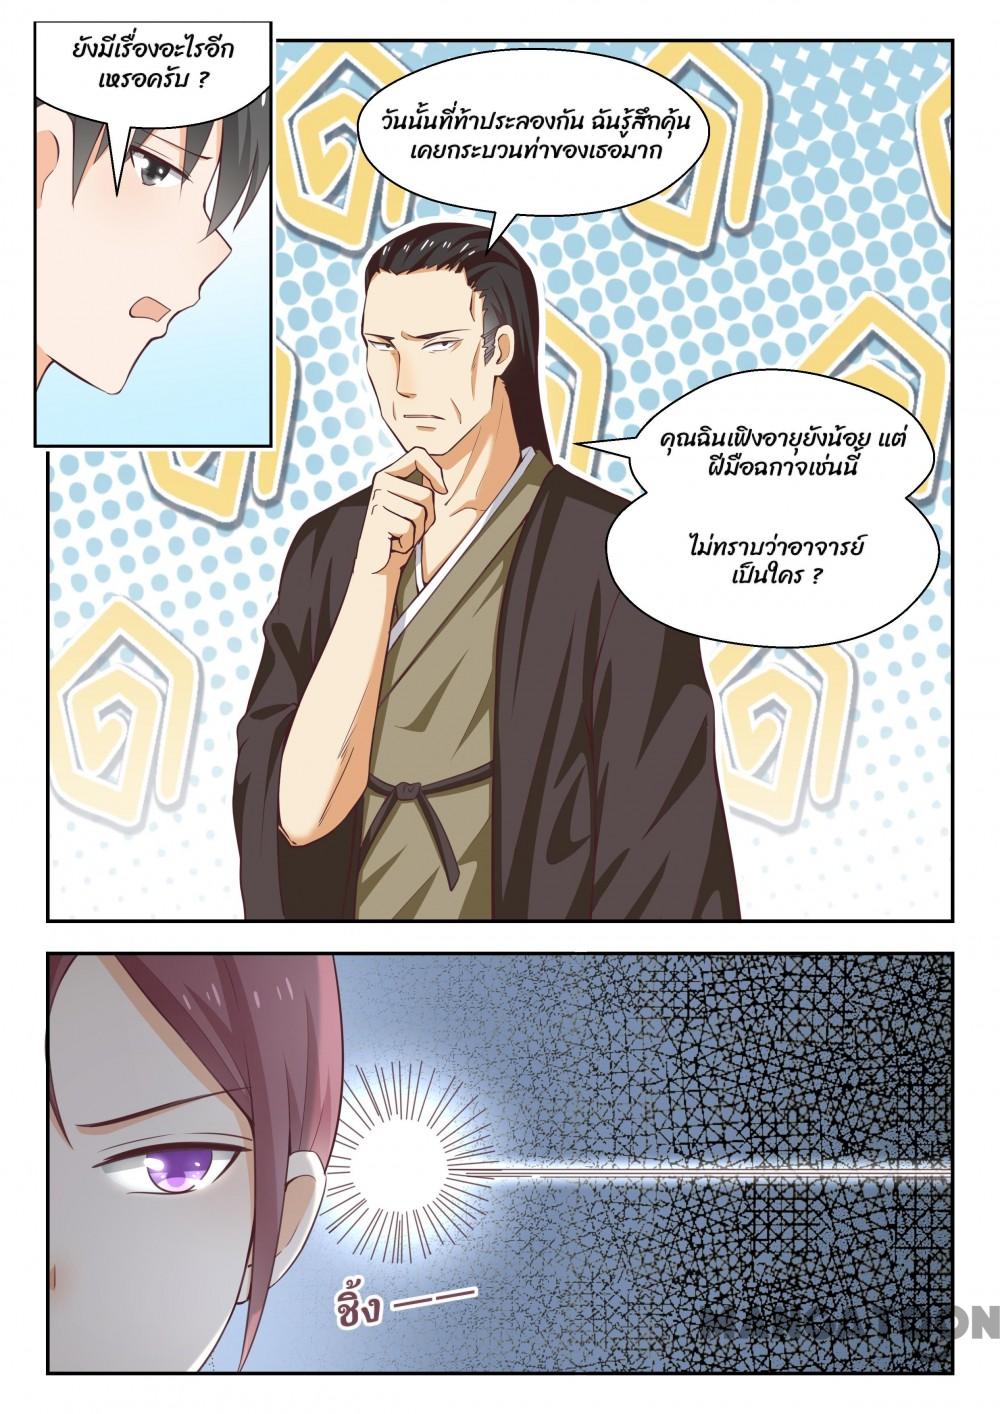 ยังมีเรื่องอะไรอีก
เหรอครับ ?
วันนั้นที่ท้าประลองกัน ฉันรู้สึกคุ้น
เคยกระบวนท่าของเธอมาก
คุณฉินเฟิงอายุยังน้อย แต่
ฝีมือฉกาจเช่นนี้
ไม่ทราบว่าอาจารย์
เป็นใคร ?
ชิ้ง ——